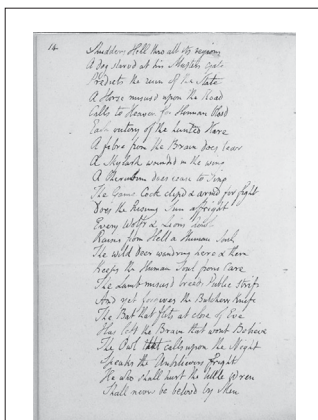 14
Shudders Hell thro all its regions
A dog starvd at his Masters Gate
Predicts the ruin of the State
A Horse misusd upon the Road
Calls to Heaven for Human blood
Each outcry of the hunted Hare
A fibre from the Brain does tear
A Skylark wounded in the wing
A Cherubim does cease to sing
The Game Cock clipd & armd for fight
Does the Rising Sun affright
Every Wolfs & Lions howl
Raises from Hell a Human Soul
The wild deer wandring here & there
Keeps the Human Soul from Care
The Lamb misusd breeds Public strife
And yet forgives the Butchers Knife
The Bat that flits at close of Eve
Has left the Brain that wont Believe
The Owl that calls upon the Night
Speaks the Unbelievers fright
He who shall hurt the little Wren
Shall never be belovd by Men